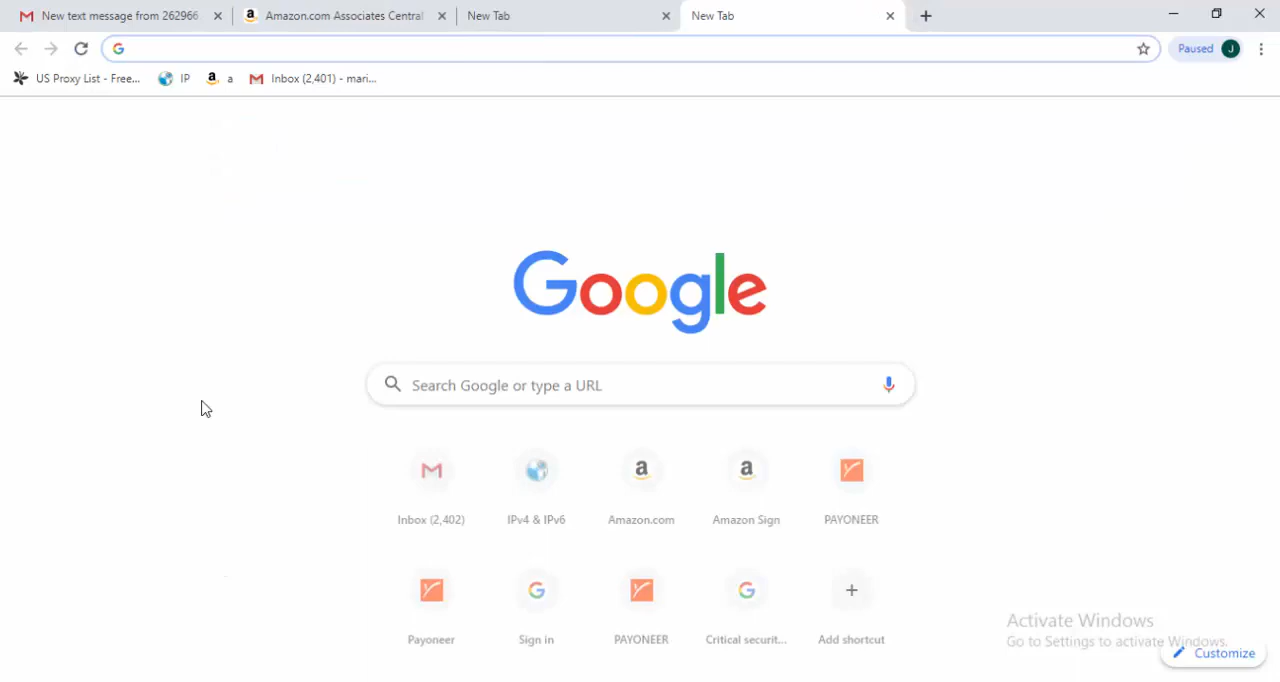 New text message from 262966
Amazon.com Associates Central
New Tab
New Tab
Paused
J
US Proxy List - Free...
IP
a
Inbox (2,401) - mari...
Google
Search Google or type a URL
Inbox (2,402)
IPv4 & IPv6
Amazon.com
Amazon Sign
PAYONEER
Payoneer
Sign in
PAYONEER
Critical securit...
Add shortcut
Activate Windows
Go to Settings to activate Windows.
Customize